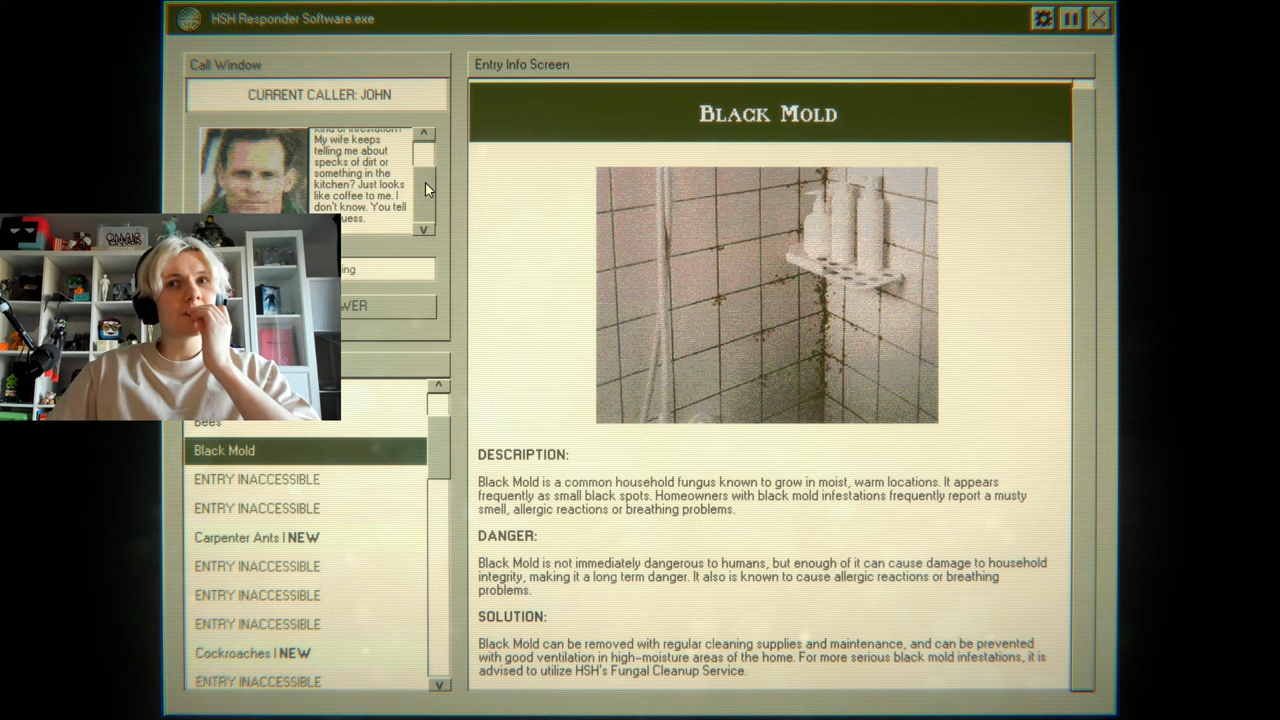 HSH Responder Software.exe
Call Window
CURRENT CALLER: JOHN
kind of infestation?
My wife keeps
telling me about
specks of dirt or
something in the
kitchen? Just looks
like coffee to me. I
don't know. You tell
Bees
Black Mold
ENTRY INACCESSIBLE
ENTRY INACCESSIBLE
Carpenter Ants | NEW
ENTRY INACCESSIBLE
ENTRY INACCESSIBLE
ENTRY INACCESSIBLE
Cockroaches | NEW
ENTRY INACCESSIBLE
Entry Info Screen
BLACK MOLD
DESCRIPTION:
Black Mold is a common household fungus known to grow in moist, warm locations. It appears
frequently as small black spots. Homeowners with black mold infestations frequently report a musty
smell, allergic reactions or breathing problems.
DANGER:
Black Mold is not immediately dangerous to humans, but enough of it can cause damage to household
integrity, making it a long term danger. It also is known to cause allergic reactions or breathing
problems.
SOLUTION:
Black Mold can be removed with regular cleaning supplies and maintenance, and can be prevented
with good ventilation in high-moisture areas of the home. For more serious black mold infestations, it is
advised to utilize HSH's Fungal Cleanup Service.